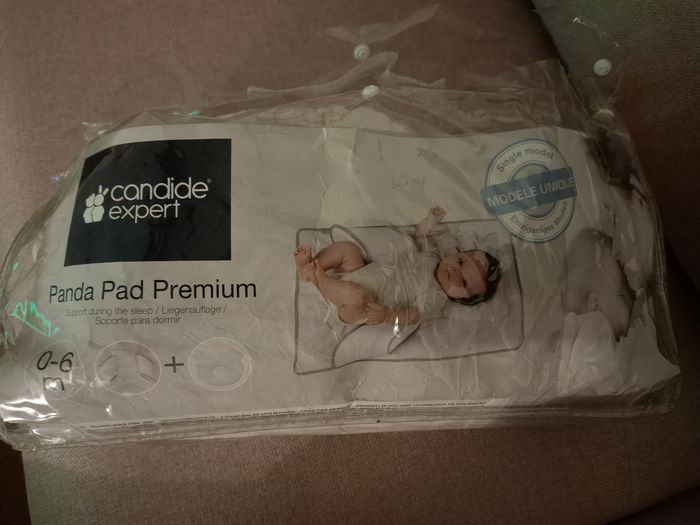 candide®
expert
Single model
MODÈLE UNIQUE
Einzigartiges Modell
Panda Pad Premium
Support during the sleep / Liegenauflage /
Soporte para dormir
0-6
m
+